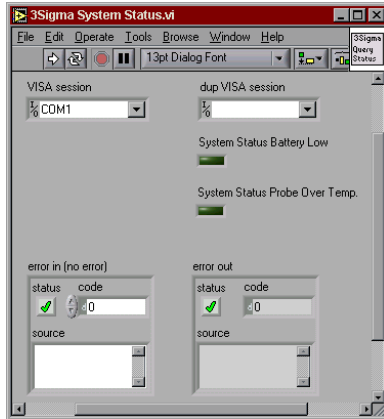 3Sigma System Status.vi
File Edit Operate Tools Browse Window Help
13pt Dialog Font
3Sigma
Query
Status
VISA session
dup VISA session
I/O COM1
I/O
System Status Battery Low
System Status Probe Over Temp.
error in (no error)
error out
status code
status code
d 0
d 0
source
source